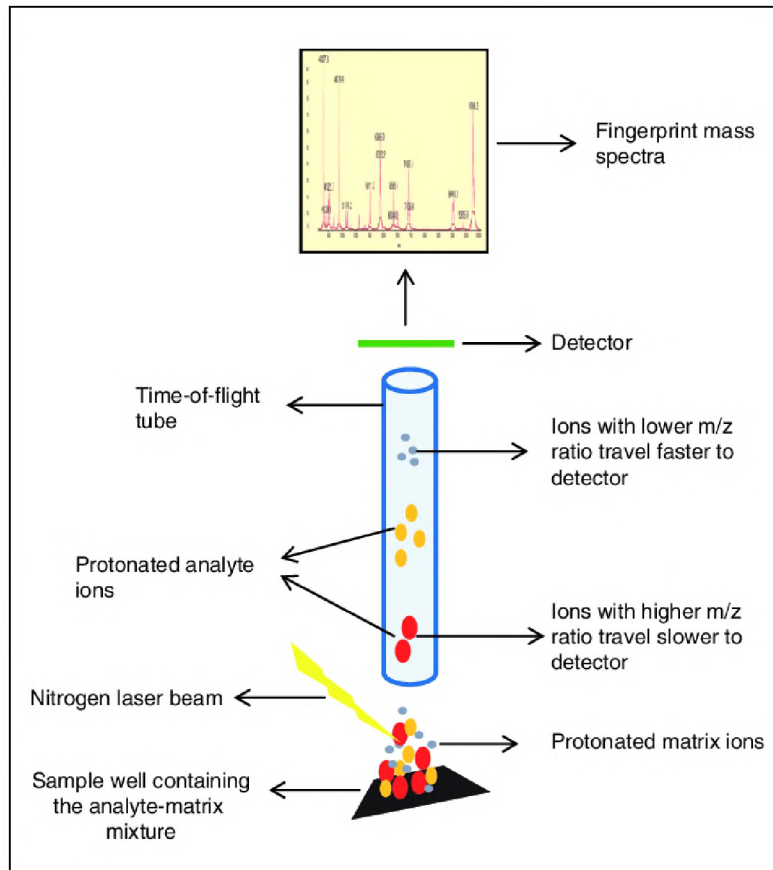 Fingerprint mass
spectra
Detector
Time-of-flight
tube
Ions with lower m/z
ratio travel faster to
detector
Protonated analyte
ions
Ions with higher m/z
ratio travel slower to
detector
Nitrogen laser beam
Protonated matrix ions
Sample well containing
the analyte-matrix
mixture